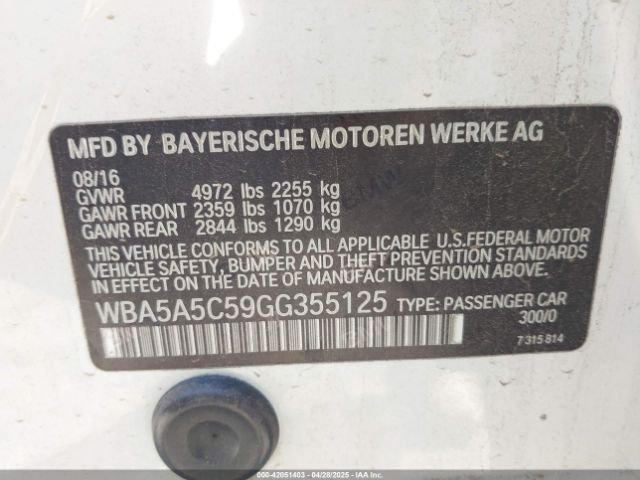 MFD BY BAYERISCHE MOTOREN WERKE AG
08/16
GVWR 4972 lbs 2255 kg
GAWR FRONT 2359 lbs 1070 kg
GAWR REAR 2844 lbs 1290 kg
THIS VEHICLE CONFORMS TO ALL APPLICABLE U.S.FEDERAL MOTOR
VEHICLE SAFETY, BUMPER AND THEFT PREVENTION STANDARDS
IN EFFECT ON THE DATE OF MANUFACTURE SHOWN ABOVE.
WBA5A5C59GG355125 TYPE: PASSENGER CAR
300/0
7 315 814
000-42051403 - 04/28/2025 - IAAI.COM